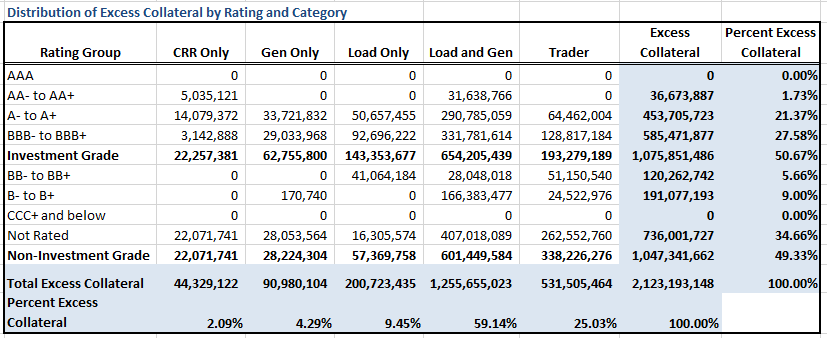 Distribution of Excess Collateral by Rating and Category
Excess Percent Excess
Rating Group CRR Only Gen Only Load Only Load and Gen Trader Collateral Collateral
AAA 0 0 0 0 0 0 0.00%
AA- to AA+ 5,035,121 0 0 31,638,766 0 36,673,887 1.73%
A- to A+ 14,079,372 33,721,832 50,657,455 290,785,059 64,462,004 453,705,723 21.37%
BBB- to BBB+ 3,142,888 29,033,968 92,696,222 331,781,614 128,817,184 585,471,877 27.58%
Investment Grade 22,257,381 62,755,800 143,353,677 654,205,439 193,279,189 1,075,851,486 50.67%
BB- to BB+ 0 0 41,064,184 28,048,018 51,150,540 120,262,742 5.66%
B- to B+ 0 170,740 0 166,383,477 24,522,976 191,077,193 9.00%
CCC+ and below 0 0 0 0 0 0 0.00%
Not Rated 22,071,741 28,053,564 16,305,574 407,018,089 262,552,760 736,001,727 34.66%
Non-Investment Grade 22,071,741 28,224,304 57,369,758 601,449,584 338,226,276 1,047,341,662 49.33%
Total Excess Collateral 44,329,122 90,980,104 200,723,435 1,255,655,023 531,505,464 2,123,193,148 100.00%
Percent Excess
Collateral 2.09% 4.29% 9.45% 59.14% 25.03% 100.00%